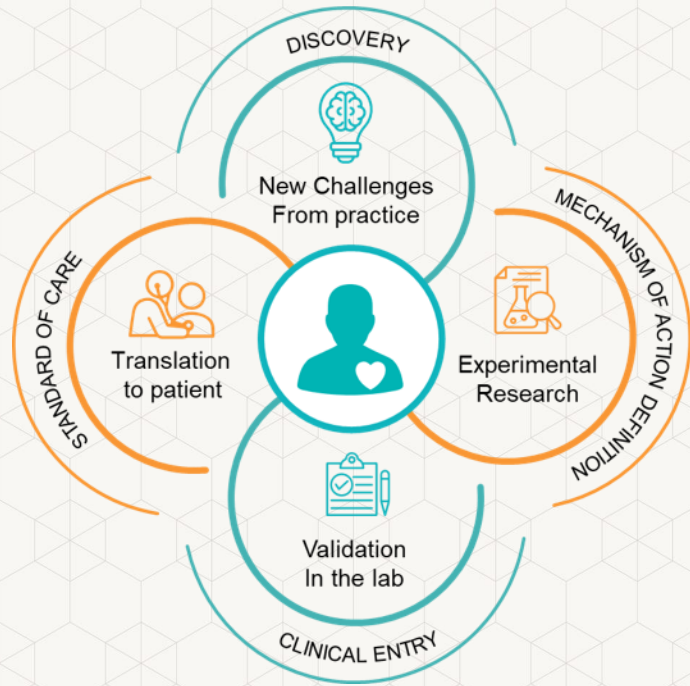 DISCOVERY
New Challenges
From practice
MECHANISM OF ACTION DEFINITION
Experimental
Research
Validation
In the lab
CLINICAL ENTRY
STANDARD OF CARE
Translation
to patient